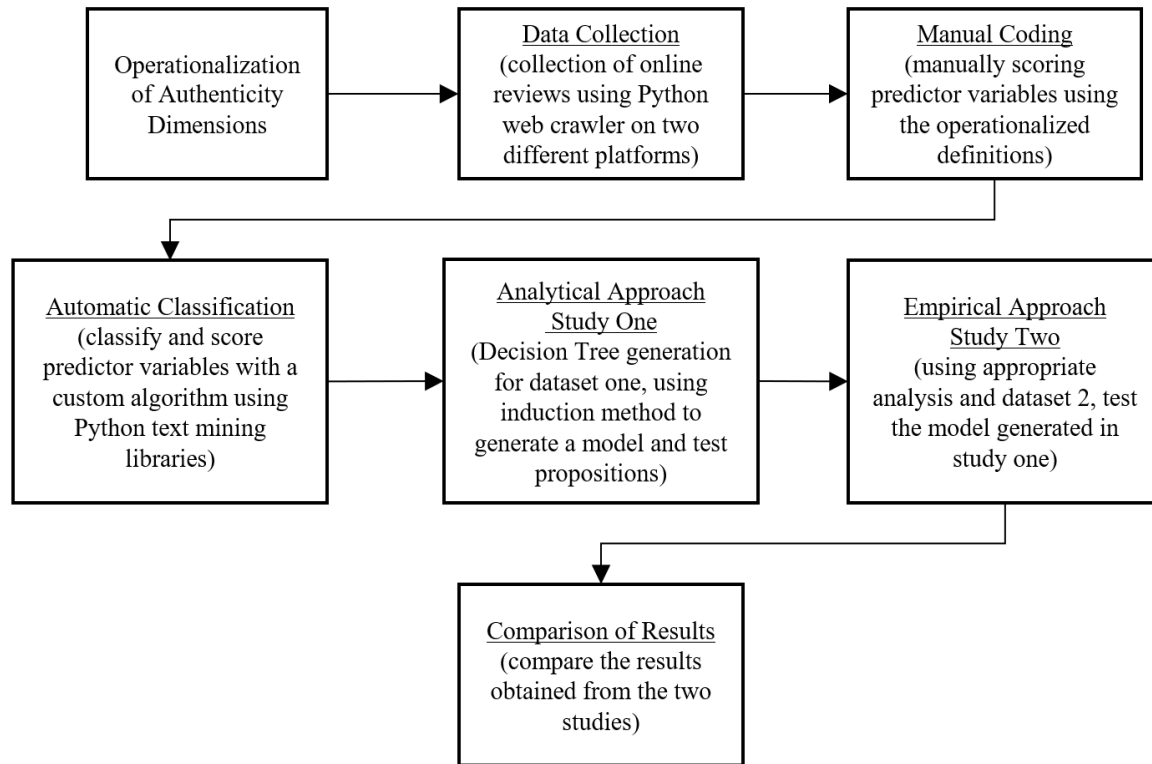 Operationalization
of Authenticity
Dimensions
Data Collection
(collection of online
reviews using Python
web crawler on two
different platforms)
Manual Coding
(manually scoring
predictor variables using
the operationalized
definitions)
Automatic Classification
(classify and score
predictor variables with a
custom algorithm using
Python text mining
libraries)
Analytical Approach
Study One
(Decision Tree generation
for dataset one, using
induction method to
generate a model and test
propositions)
Empirical Approach
Study Two
(using appropriate
analysis and dataset 2, test
the model generated in
study one)
Comparison of Results
(compare the results
obtained from the two
studies)